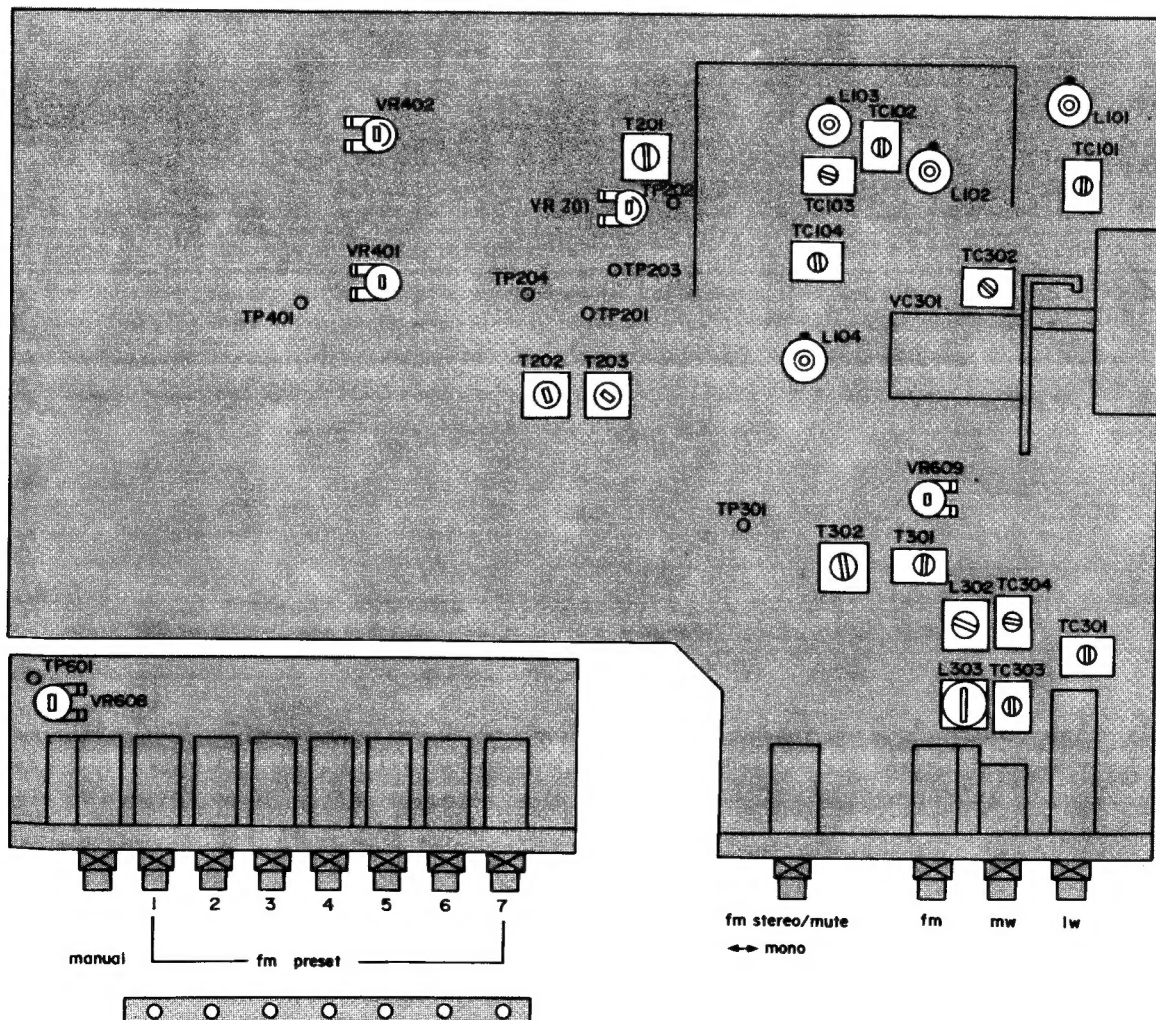 VR402
L103
TC102
L101
T201
TC101
VR 201
TP202
TC103
L102
VR401
TC104
TP204
TP203
TC302
TP401
TP201
VC301
L104
T202 T203
VR609
TP301
T302 T301
L302 TC304
TC301
TP601
VR608
L303 TC303
1 2 3 4 5 6 7
fm stereo/mute fm mw lw
↔ mono
manual fm preset